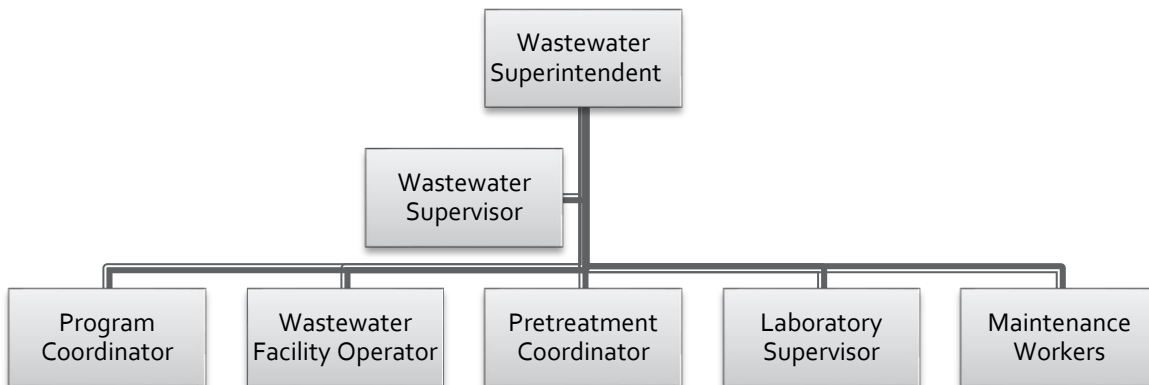 Wastewater
Superintendent
Wastewater
Supervisor
Program
Coordinator
Wastewater
Facility Operator
Pretreatment
Coordinator
Laboratory
Supervisor
Maintenance
Workers